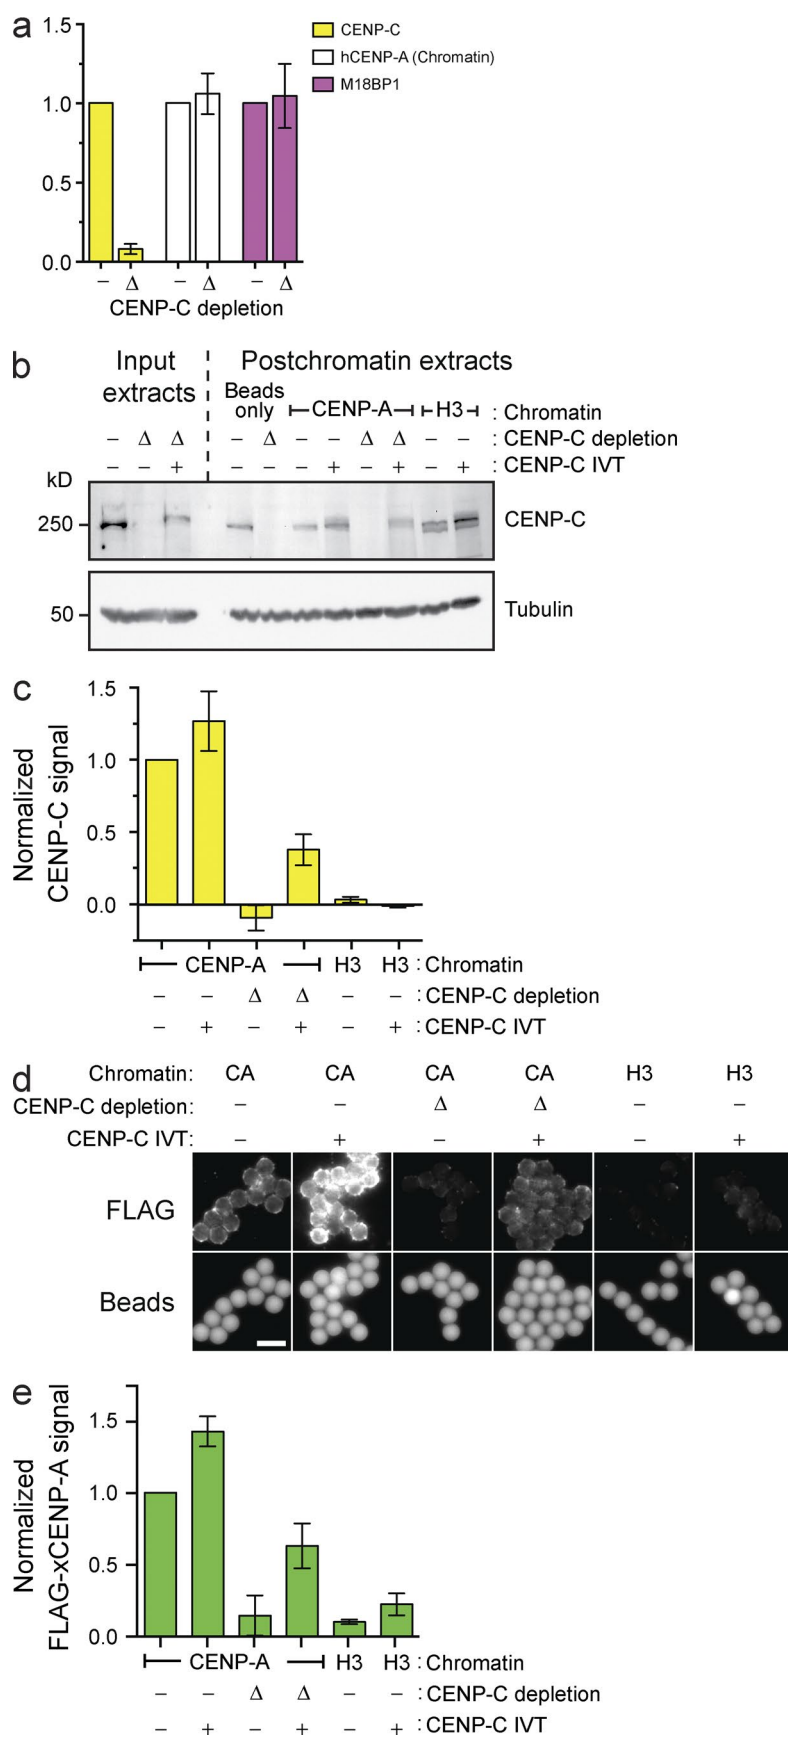 a
1.5
1.0
0.5
0.0
CENP-C
hCENP-A (Chromatin)
M18BP1
– Δ – Δ – Δ
CENP-C depletion
b
Input extracts
Postchromatin extracts
Beads only
CENP-A
H3
: Chromatin
– Δ Δ – Δ – – Δ Δ – – : CENP-C depletion
– – + – – – + – + – + : CENP-C IVT
kD
250
CENP-C
50
Tubulin
c
Normalized
CENP-C signal
1.5
1.0
0.5
0.0
CENP-A H3 H3 : Chromatin
– – Δ Δ – – : CENP-C depletion
– + – + – + : CENP-C IVT
d
Chromatin: CA CA CA CA H3 H3
CENP-C depletion: – – Δ Δ – –
CENP-C IVT: – + – + – +
FLAG
Beads
e
Normalized
FLAG-xCENP-A signal
1.5
1.0
0.5
0.0
CENP-A H3 H3 : Chromatin
– – Δ Δ – – : CENP-C depletion
– + – + – + : CENP-C IVT